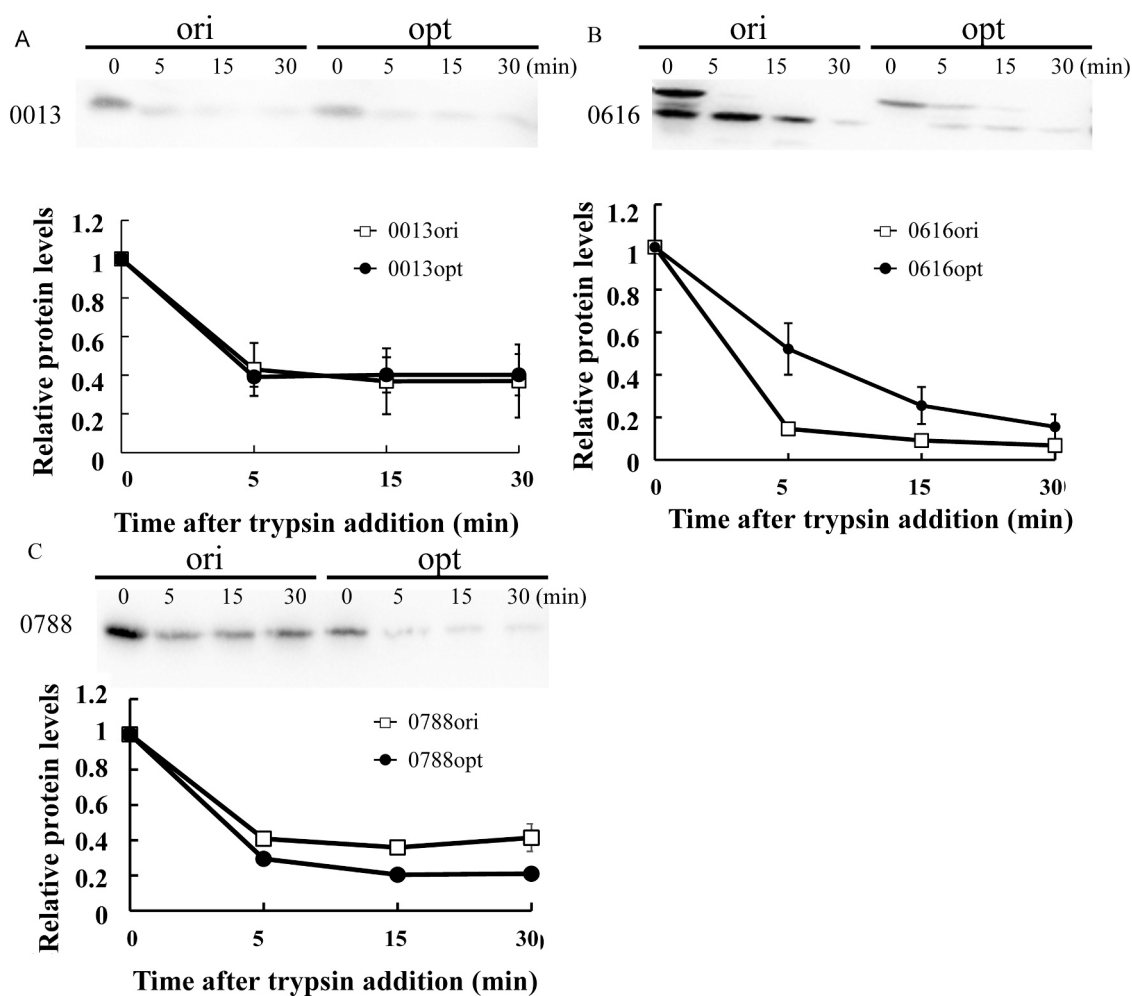 A
ori opt
0 5 15 30 0 5 15 30 (min)
0013
1.2
1
0.8
0.6
0.4
0.2
0
Relative protein levels
0013ori
0013opt
0 5 15 30
Time after trypsin addition (min)
B
ori opt
0 5 15 30 0 5 15 30 (min)
0616
1.2
1
0.8
0.6
0.4
0.2
0
Relative protein levels
0616ori
0616opt
0 5 15 30
Time after trypsin addition (min)
C
ori opt
0 5 15 30 0 5 15 30 (min)
0788
1.2
1
0.8
0.6
0.4
0.2
0
Relative protein levels
0788ori
0788opt
0 5 15 30
Time after trypsin addition (min)